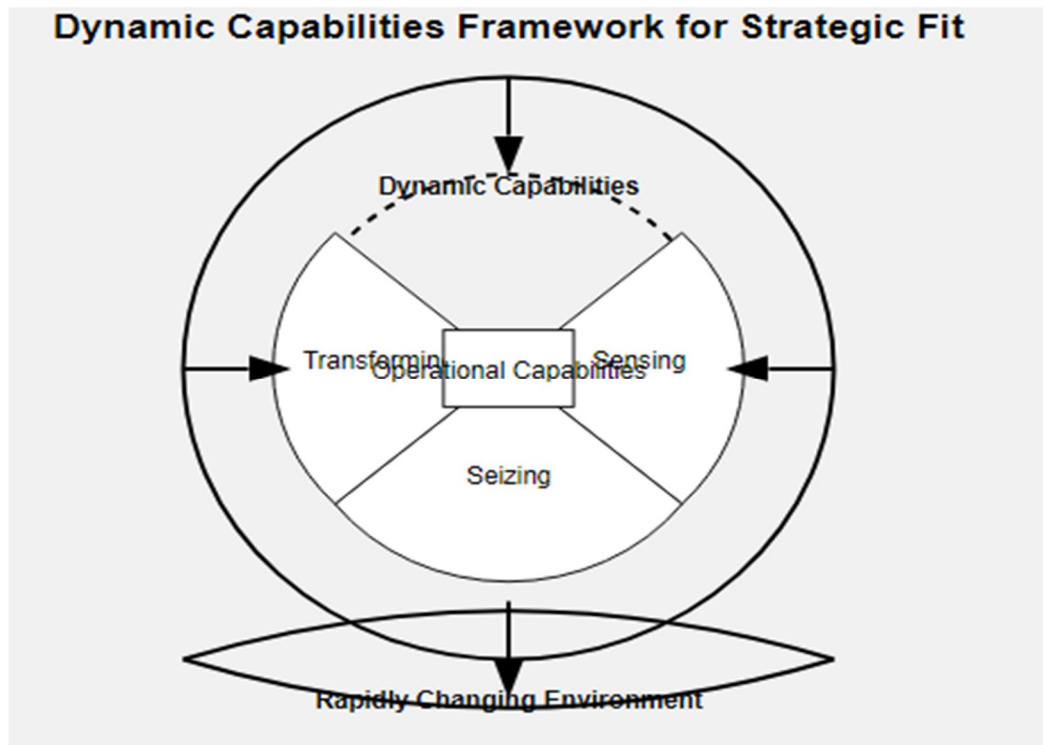 Dynamic Capabilities Framework for Strategic Fit
Dynamic Capabilities
Transformin
Operational Capabilities
Sensing
Seizing
Rapidly Changing Environment